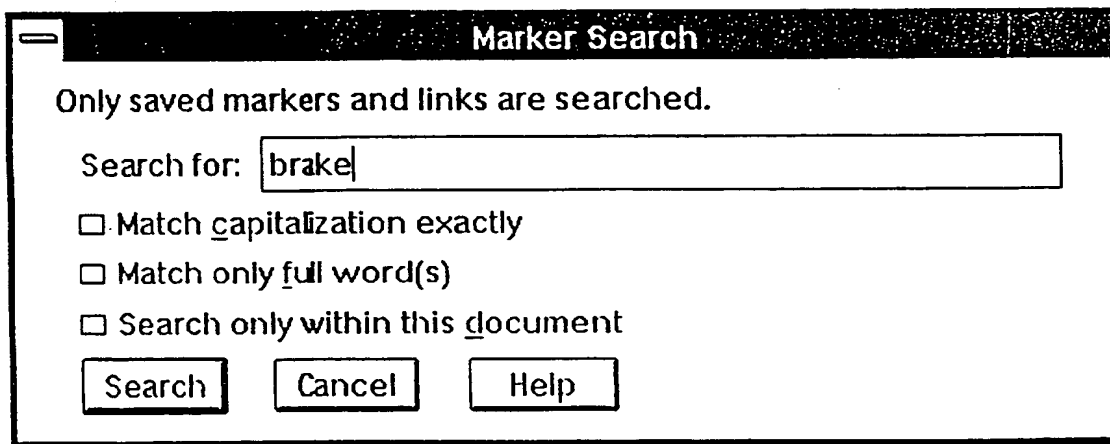 Marker Search
Only saved markers and links are searched.
Search for: brake
Match capitalization exactly
Match only full word(s)
Search only within this document
Search Cancel Help